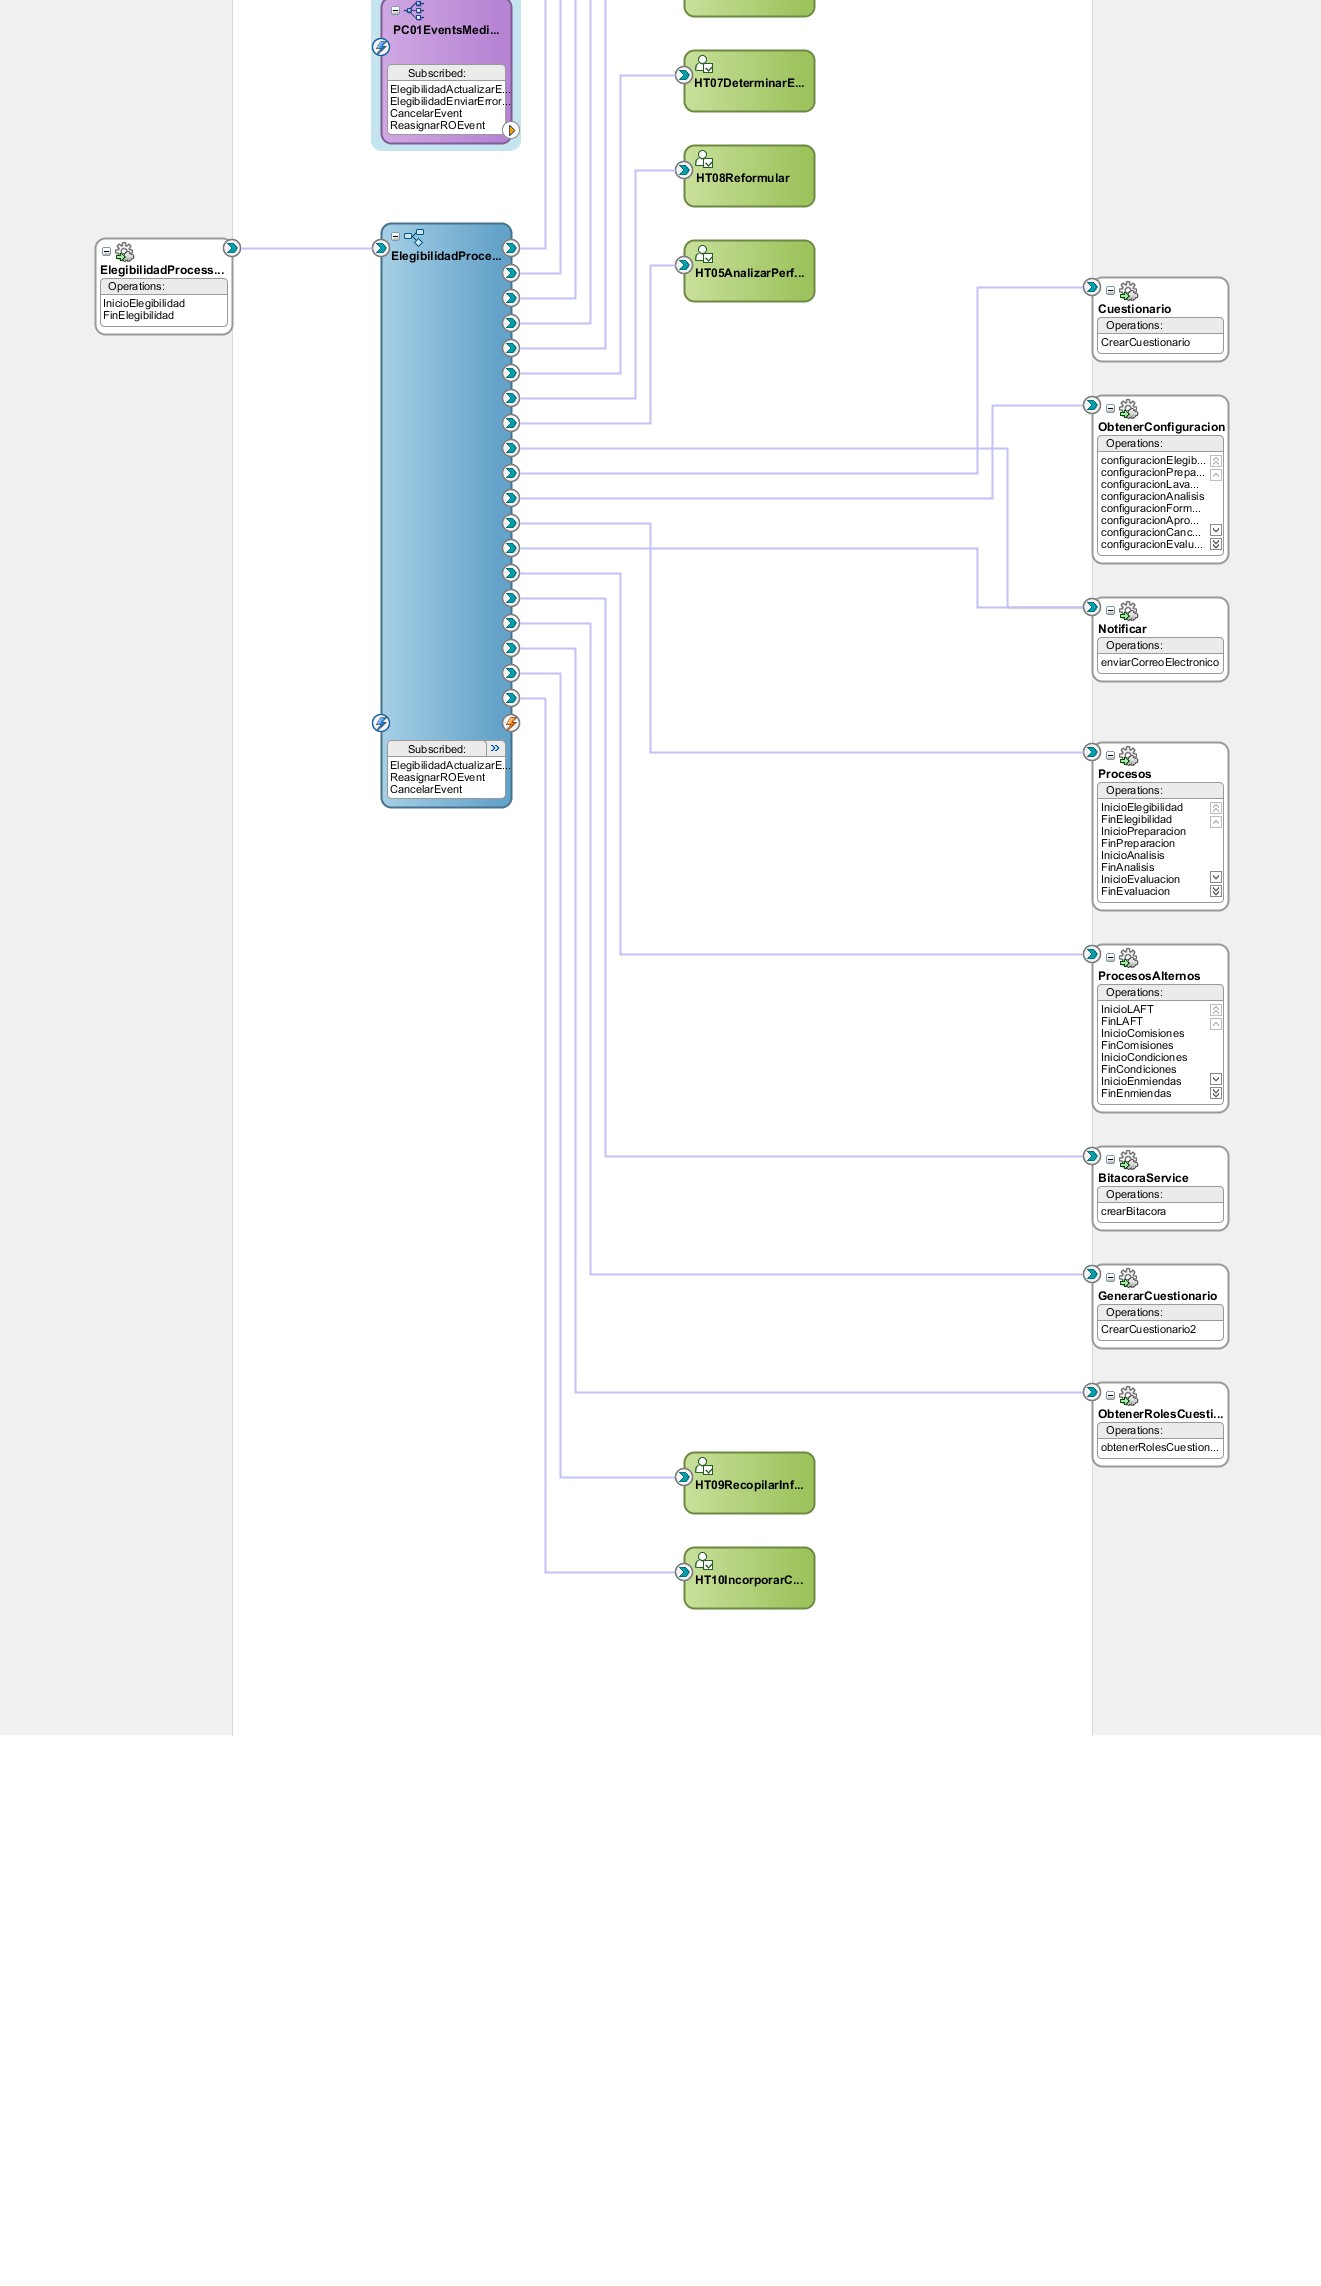 PC01EventsMedi...
Subscribed:
ElegibilidadActualizarE...
ElegibilidadEnviarError...
CancelarEvent
ReasignarROEvent
HT07DeterminarE...
HT08Reformular
HT05AnalizarPerf...
ElegibilidadProcess...
Operations:
InicioElegibilidad
FinElegibilidad
ElegibilidadProce...
Subscribed:
ElegibilidadActualizarE...
ReasignarROEvent
CancelarEvent
Cuestionario
Operations:
CrearCuestionario
ObtenerConfiguracion
Operations:
configuracionElegib...
configuracionPrepa...
configuracionLava...
configuracionAnalisis
configuracionForm...
configuracionApro...
configuracionCanc...
configuracionEvalu...
Notificar
Operations:
enviarCorreoElectronico
Procesos
Operations:
InicioElegibilidad
FinElegibilidad
InicioPreparacion
FinPreparacion
InicioAnalisis
FinAnalisis
InicioEvaluacion
FinEvaluacion
ProcesosAlternos
Operations:
InicioLAFT
FinLAFT
InicioComisiones
FinComisiones
InicioCondiciones
FinCondiciones
InicioEnmiendas
FinEnmiendas
BitacoraService
Operations:
crearBitacora
GenerarCuestionario
Operations:
CrearCuestionario2
ObtenerRolesCuesti...
Operations:
obtenerRolesCuestion...
HT09RecopilarInf...
HT10IncorporarC...